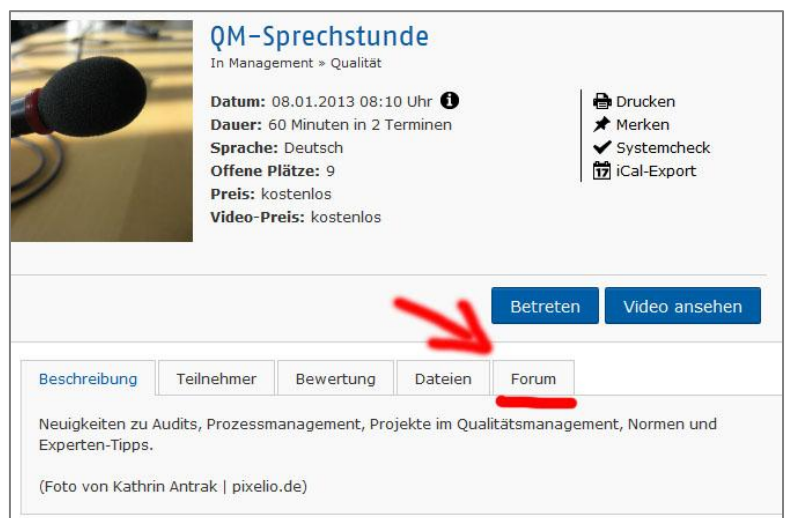 QM-Sprechstunde
In Management » Qualität
Datum: 08.01.2013 08:10 Uhr
Dauer: 60 Minuten in 2 Terminen
Sprache: Deutsch
Offene Plätze: 9
Preis: kostenlos
Video-Preis: kostenlos
Drucken
Merken
Systemcheck
17 iCal-Export
Betreten
Video ansehen
Beschreibung
Teilnehmer
Bewertung
Dateien
Forum
Neuigkeiten zu Audits, Prozessmanagement, Projekte im Qualitätsmanagement, Normen und
Experten-Tipps.
(Foto von Kathrin Antrak | pixelio.de)